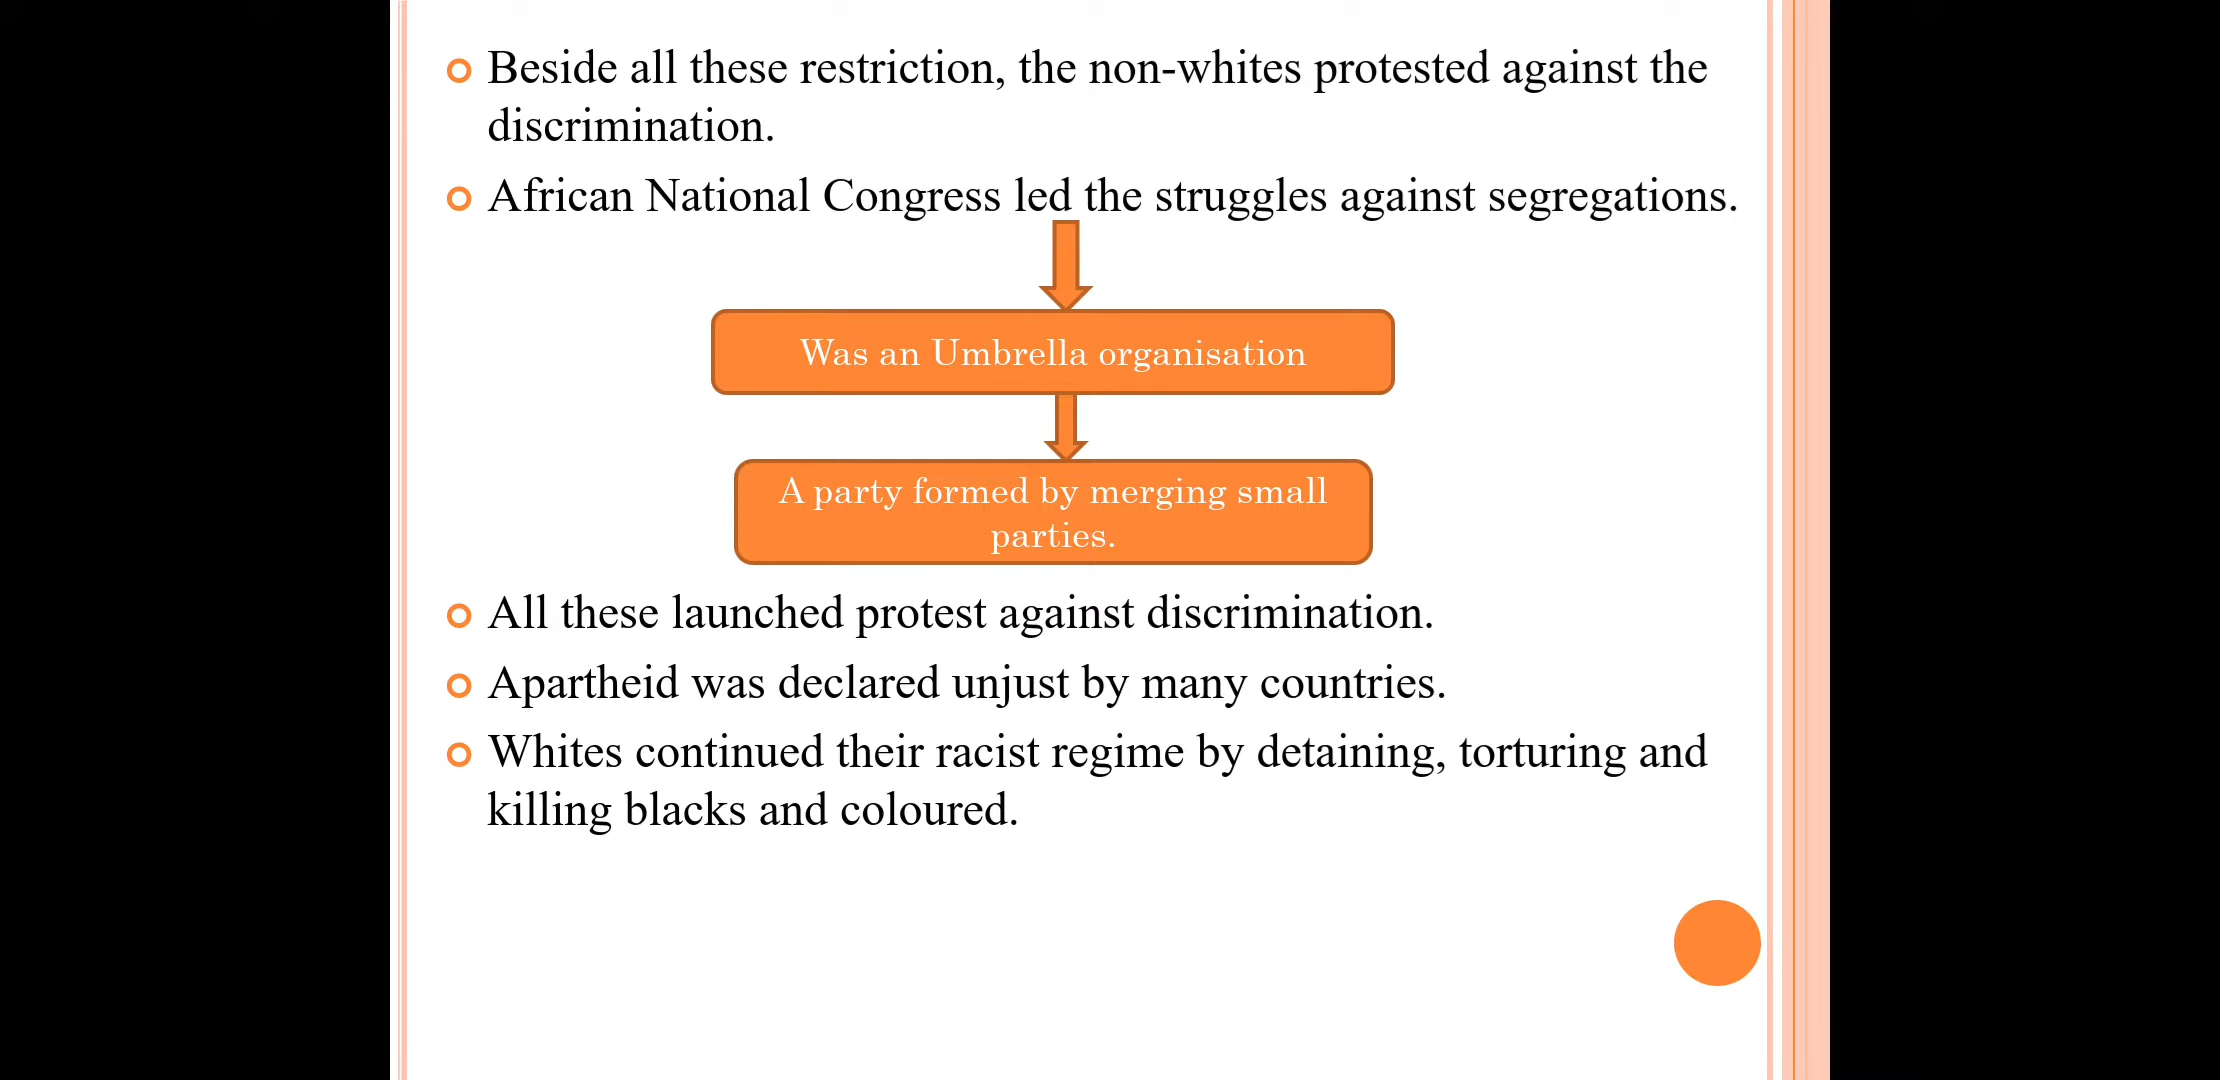 Beside all these restriction, the non-whites protested against the
discrimination.
African National Congress led the struggles against segregations.
Was an Umbrella organisation
A party formed by merging small
parties.
All these launched protest against discrimination.
Apartheid was declared unjust by many countries.
Whites continued their racist regime by detaining, torturing and
killing blacks and coloured.